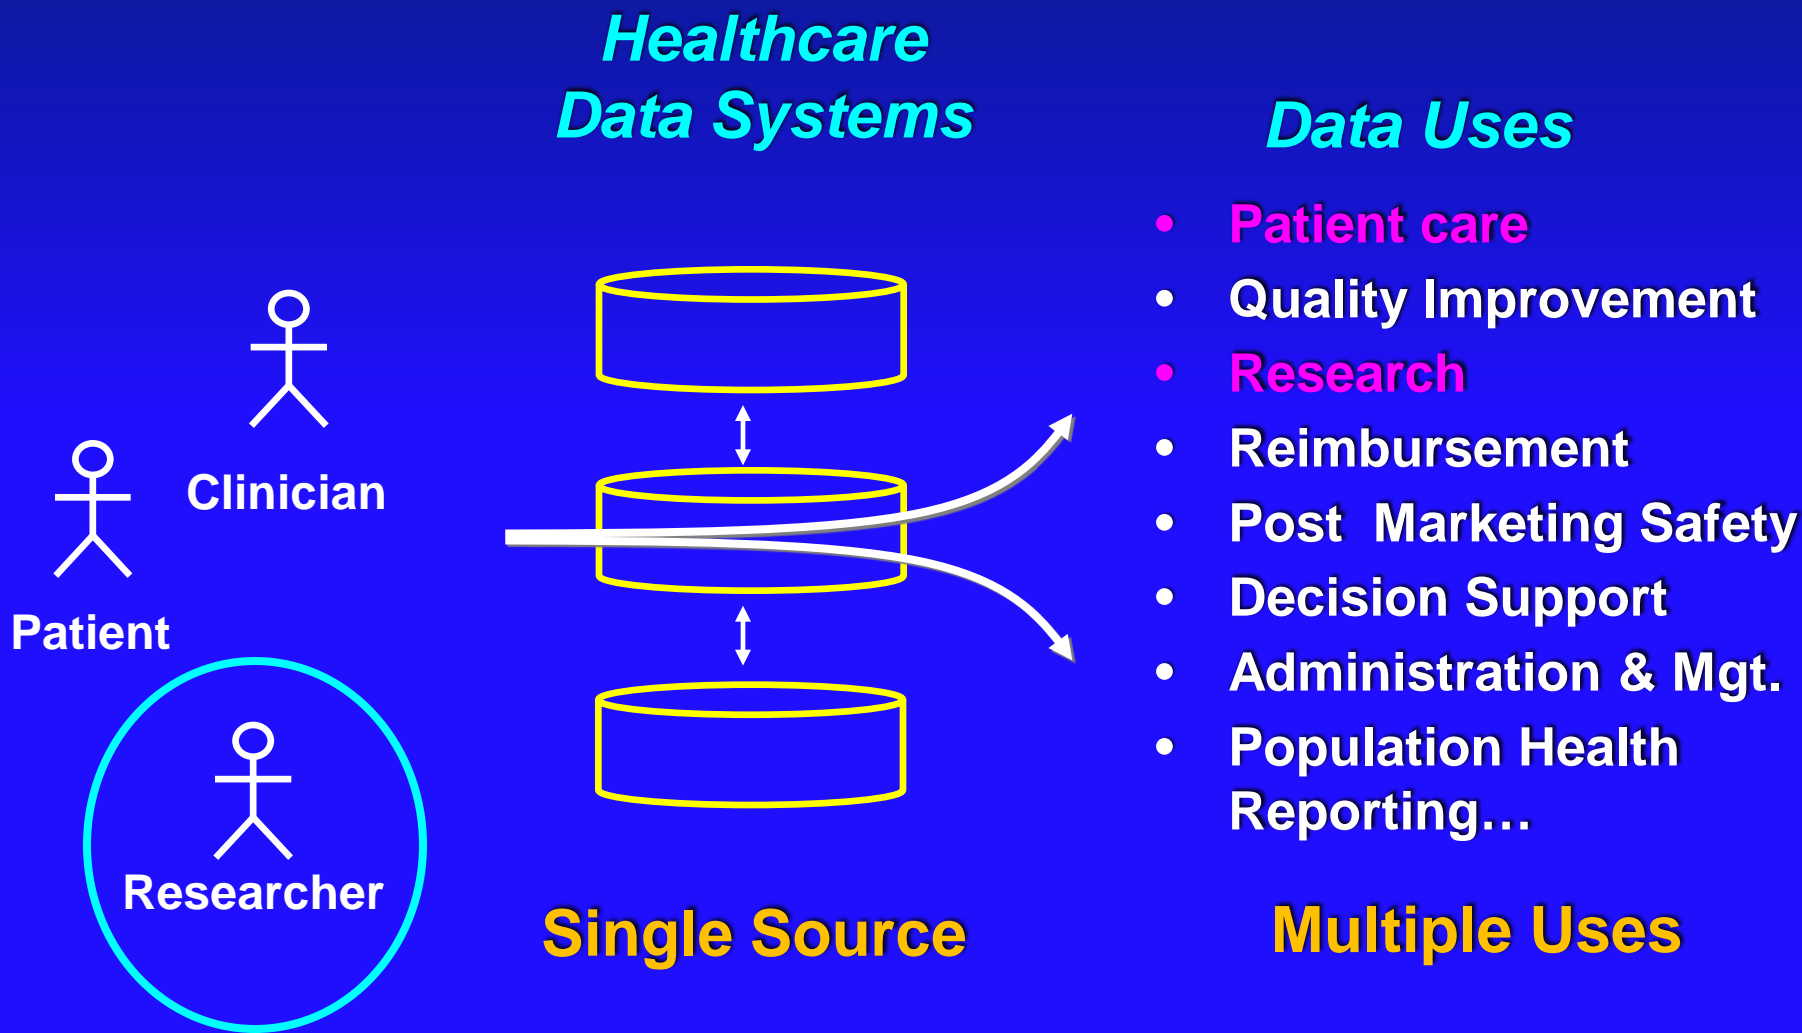 Healthcare
Data Systems
Data Uses
• Patient care
• Quality Improvement
• Research
• Reimbursement
• Post  Marketing Safety
• Decision Support
• Administration & Mgt.
• Population Health
Reporting…
Clinician
Patient
Researcher
Single Source
Multiple Uses